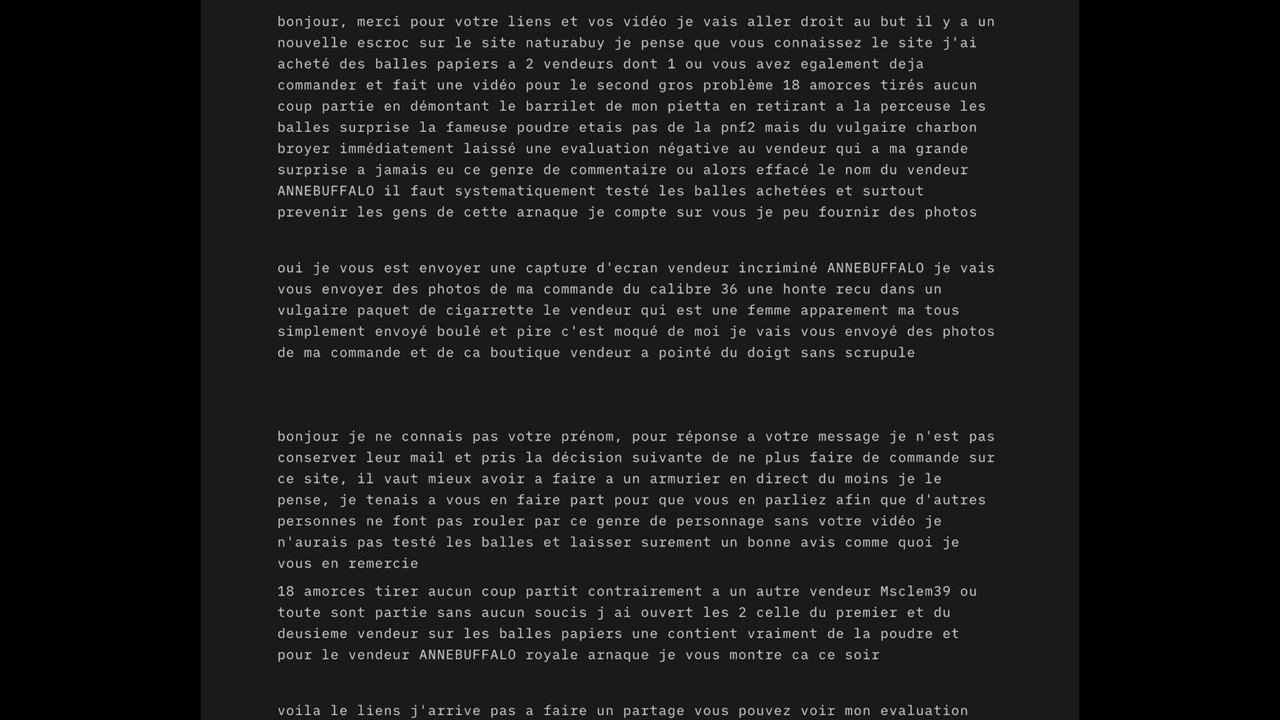 bonjour, merci pour votre liens et vos vidéo je vais aller droit au but il y a un
nouvelle escroc sur le site naturabuy je pense que vous connaissez le site j'ai
acheté des balles papiers a 2 vendeurs dont 1 ou vous avez egalement deja
commander et fait une vidéo pour le second gros problème 18 amorces tirés aucun
coup partie en démontant le barrilet de mon pietta en retirant a la perceuse les
balles surprise la fameuse poudre etais pas de la pnf2 mais du vulgaire charbon
broyer immédiatement laissé une evaluation négative au vendeur qui a ma grande
surprise a jamais eu ce genre de commentaire ou alors effacé le nom du vendeur
ANNEBUFFALO il faut systematiquement testé les balles achetées et surtout
prevenir les gens de cette arnaque je compte sur vous je peu fournir des photos
oui je vous est envoyer une capture d'ecran vendeur incriminé ANNEBUFFALO je vais
vous envoyer des photos de ma commande du calibre 36 une honte recu dans un
vulgaire paquet de cigarrette le vendeur qui est une femme apparement ma tous
simplement envoyé boulé et pire c'est moqué de moi je vais vous envoyé des photos
de ma commande et de ca boutique vendeur a pointé du doigt sans scrupule
bonjour je ne connais pas votre prénom, pour réponse a votre message je n'est pas
conserver leur mail et pris la décision suivante de ne plus faire de commande sur
ce site, il vaut mieux avoir a faire a un armurier en direct du moins je le
pense, je tenais a vous en faire part pour que vous en parliez afin que d'autres
personnes ne font pas rouler par ce genre de personnage sans votre vidéo je
n'aurais pas testé les balles et laisser surement un bonne avis comme quoi je
vous en remercie
18 amorces tirer aucun coup partit contrairement a un autre vendeur Msclem39 ou
toute sont partie sans aucun soucis j ai ouvert les 2 celle du premier et du
deusieme vendeur sur les balles papiers une contient vraiment de la poudre et
pour le vendeur ANNEBUFFALO royale arnaque je vous montre ca ce soir
voila le liens j'arrive pas a faire un partage vous pouvez voir mon evaluation